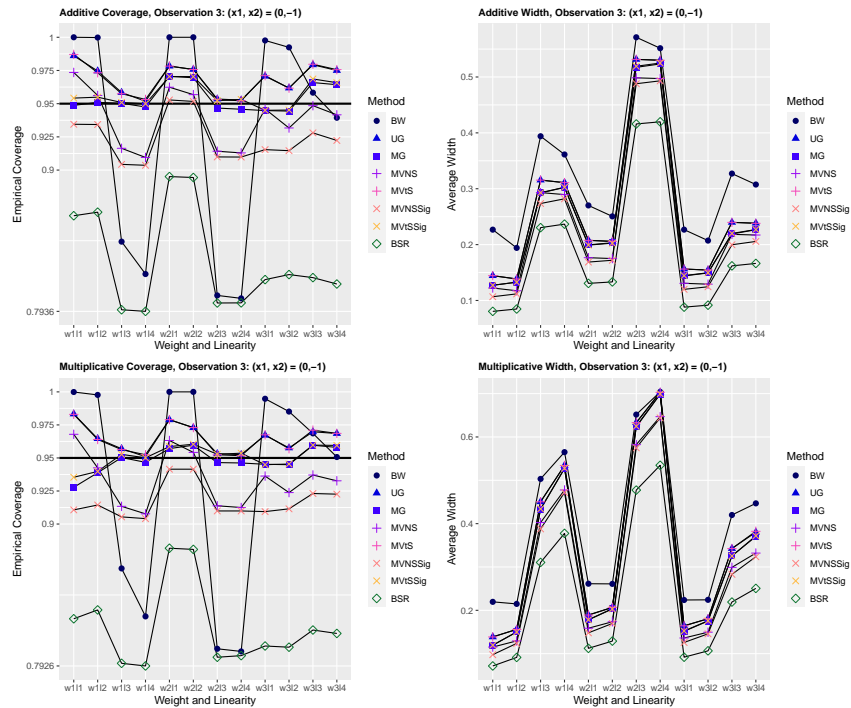 Additive Coverage, Observation 3: (x1, x2) = (0,−1)
Empirical Coverage
1
0.975
0.95
0.925
0.9
0.7936
w1l1 w1l2 w1l3 w1l4 w2l1 w2l2 w2l3 w2l4 w3l1 w3l2 w3l3 w3l4
Weight and Linearity
Method
BW
UG
MG
MVNS
MVtS
MVNSSig
MVtSSig
BSR
Additive Width, Observation 3: (x1, x2) = (0,−1)
Average Width
0.5
0.4
0.3
0.2
0.1
w1l1 w1l2 w1l3 w1l4 w2l1 w2l2 w2l3 w2l4 w3l1 w3l2 w3l3 w3l4
Weight and Linearity
Method
BW
UG
MG
MVNS
MVtS
MVNSSig
MVtSSig
BSR
Multiplicative Coverage, Observation 3: (x1, x2) = (0,−1)
Empirical Coverage
1
0.975
0.95
0.925
0.9
0.7926
w1l1 w1l2 w1l3 w1l4 w2l1 w2l2 w2l3 w2l4 w3l1 w3l2 w3l3 w3l4
Weight and Linearity
Method
BW
UG
MG
MVNS
MVtS
MVNSSig
MVtSSig
BSR
Multiplicative Width, Observation 3: (x1, x2) = (0,−1)
Average Width
0.6
0.4
0.2
w1l1 w1l2 w1l3 w1l4 w2l1 w2l2 w2l3 w2l4 w3l1 w3l2 w3l3 w3l4
Weight and Linearity
Method
BW
UG
MG
MVNS
MVtS
MVNSSig
MVtSSig
BSR